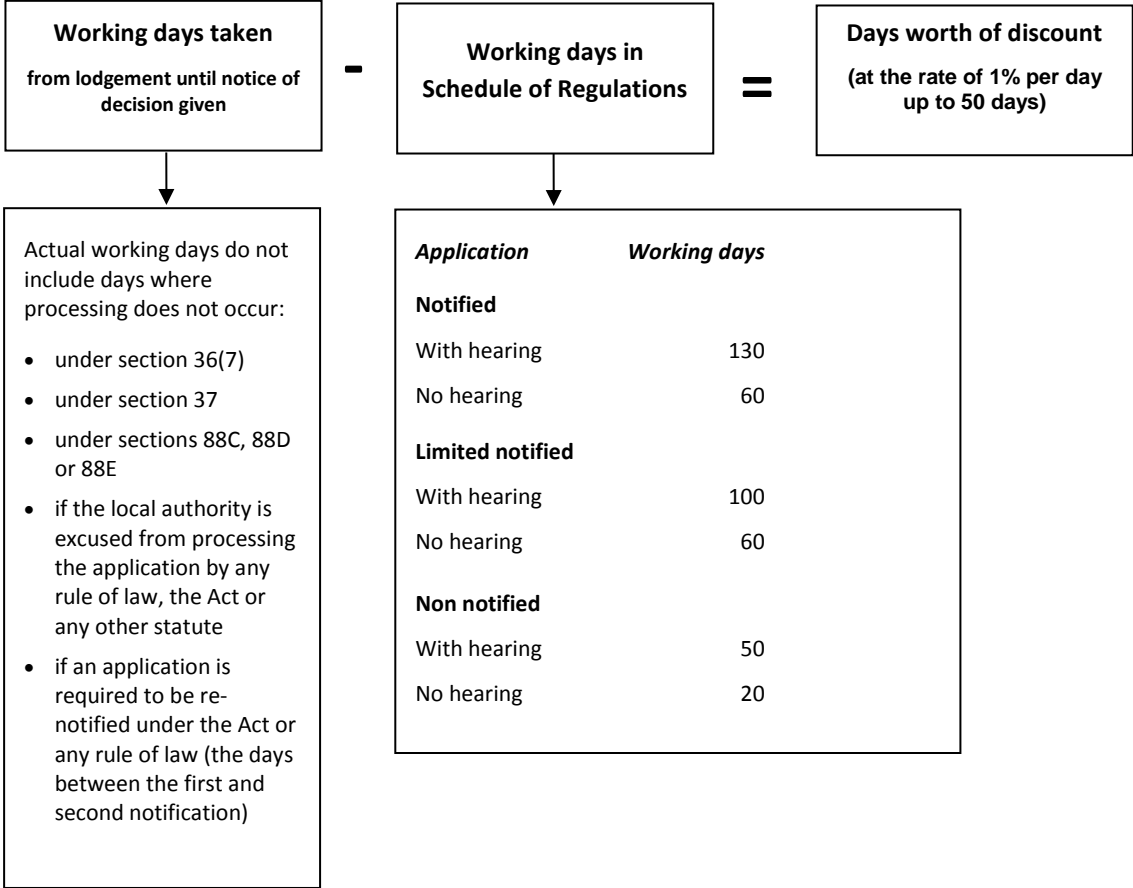 Working days taken
from lodgement until notice of
decision given
-
Working days in
Schedule of Regulations
=
Days worth of discount
(at the rate of 1% per day
up to 50 days)
Actual working days do not
include days where
processing does not occur:
• under section 36(7)
• under section 37
• under sections 88C, 88D
or 88E
• if the local authority is
excused from processing
the application by any
rule of law, the Act or
any other statute
• if an application is
required to be re-
notified under the Act or
any rule of law (the days
between the first and
second notification)
Application Working days
Notified
With hearing 130
No hearing 60
Limited notified
With hearing 100
No hearing 60
Non notified
With hearing 50
No hearing 20